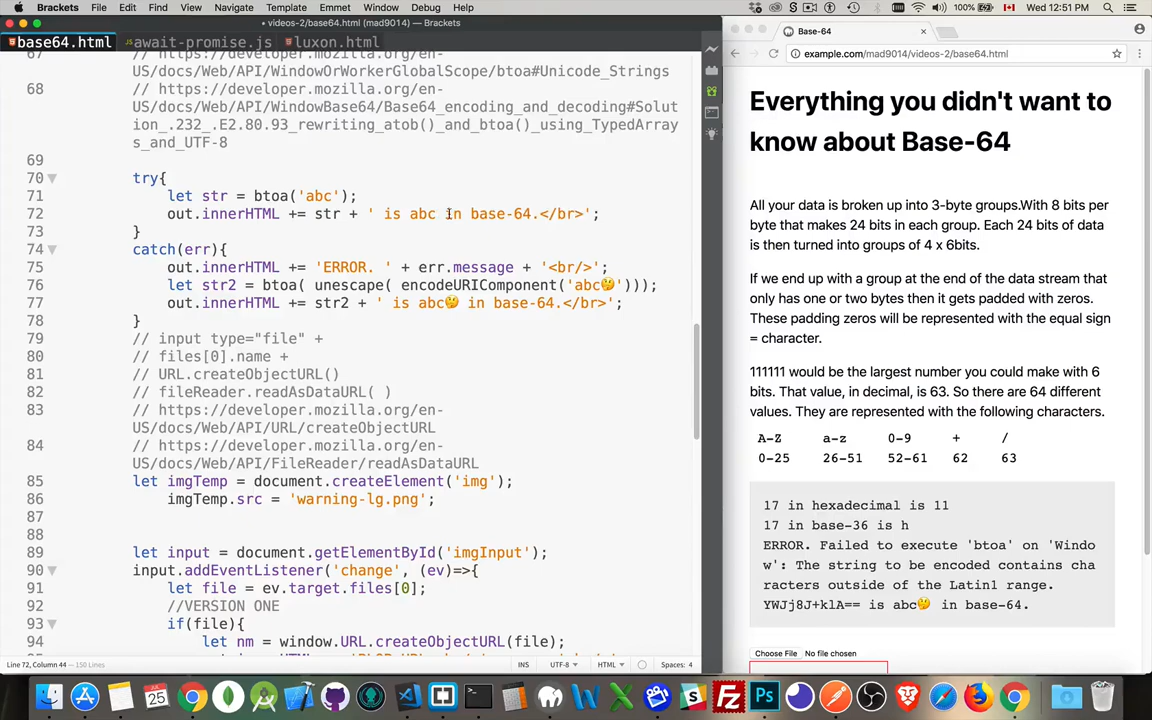 Brackets File Edit Find View Navigate Template Emmet Window Debug Help 100% Wed 12:51 PM
• videos-2/base64.html (mad9014) — Brackets
base64.html await-promise.js luxon.html
67 // https://developer.mozilla.org/en-
US/docs/Web/API/WindowOrWorkerGlobalScope/btoa#Unicode_Strings
68 // https://developer.mozilla.org/en-
US/docs/Web/API/WindowBase64/Base64_encoding_and_decoding#Solut
ion_.232_.E2.80.93_rewriting_atob()_and_btoa()_using_TypedArray
s_and_UTF-8
69
70 try{
71 let str = btoa('abc');
72 out.innerHTML += str + ' is abc in base-64.</br>';
73 }
74 catch(err){
75 out.innerHTML += 'ERROR. ' + err.message + '<br/>';
76 let str2 = btoa( unescape( encodeURIComponent('abc🤔')));
77 out.innerHTML += str2 + ' is abc🤔 in base-64.</br>';
78 }
79 // input type="file" +
80 // files[0].name +
81 // URL.createObjectURL()
82 // fileReader.readAsDataURL( )
83 // https://developer.mozilla.org/en-
US/docs/Web/API/URL/createObjectURL
84 // https://developer.mozilla.org/en-
US/docs/Web/API/FileReader/readAsDataURL
85 let imgTemp = document.createElement('img');
86 imgTemp.src = 'warning-lg.png';
87
88
89 let input = document.getElementById('imgInput');
90 input.addEventListener('change', (ev)=>{
91 let file = ev.target.files[0];
92 //VERSION ONE
93 if(file){
94 let nm = window.URL.createObjectURL(file);
Line 72, Column 44 — 150 Lines INS UTF-8 HTML Spaces: 4
Base-64
example.com/mad9014/videos-2/base64.html
Everything you didn't want to
know about Base-64
All your data is broken up into 3-byte groups.With 8 bits per
byte that makes 24 bits in each group. Each 24 bits of data
is then turned into groups of 4 x 6bits.
If we end up with a group at the end of the data stream that
only has one or two bytes then it gets padded with zeros.
These padding zeros will be represented with the equal sign
= character.
111111 would be the largest number you could make with 6
bits. That value, in decimal, is 63. So there are 64 different
values. They are represented with the following characters.
A-Z a-z 0-9 + /
0-25 26-51 52-61 62 63
17 in hexadecimal is 11
17 in base-36 is h
ERROR. Failed to execute 'btoa' on 'Windo
w': The string to be encoded contains cha
racters outside of the Latin1 range.
YWJj8J+klA== is abc🤔 in base-64.
Choose File No file chosen